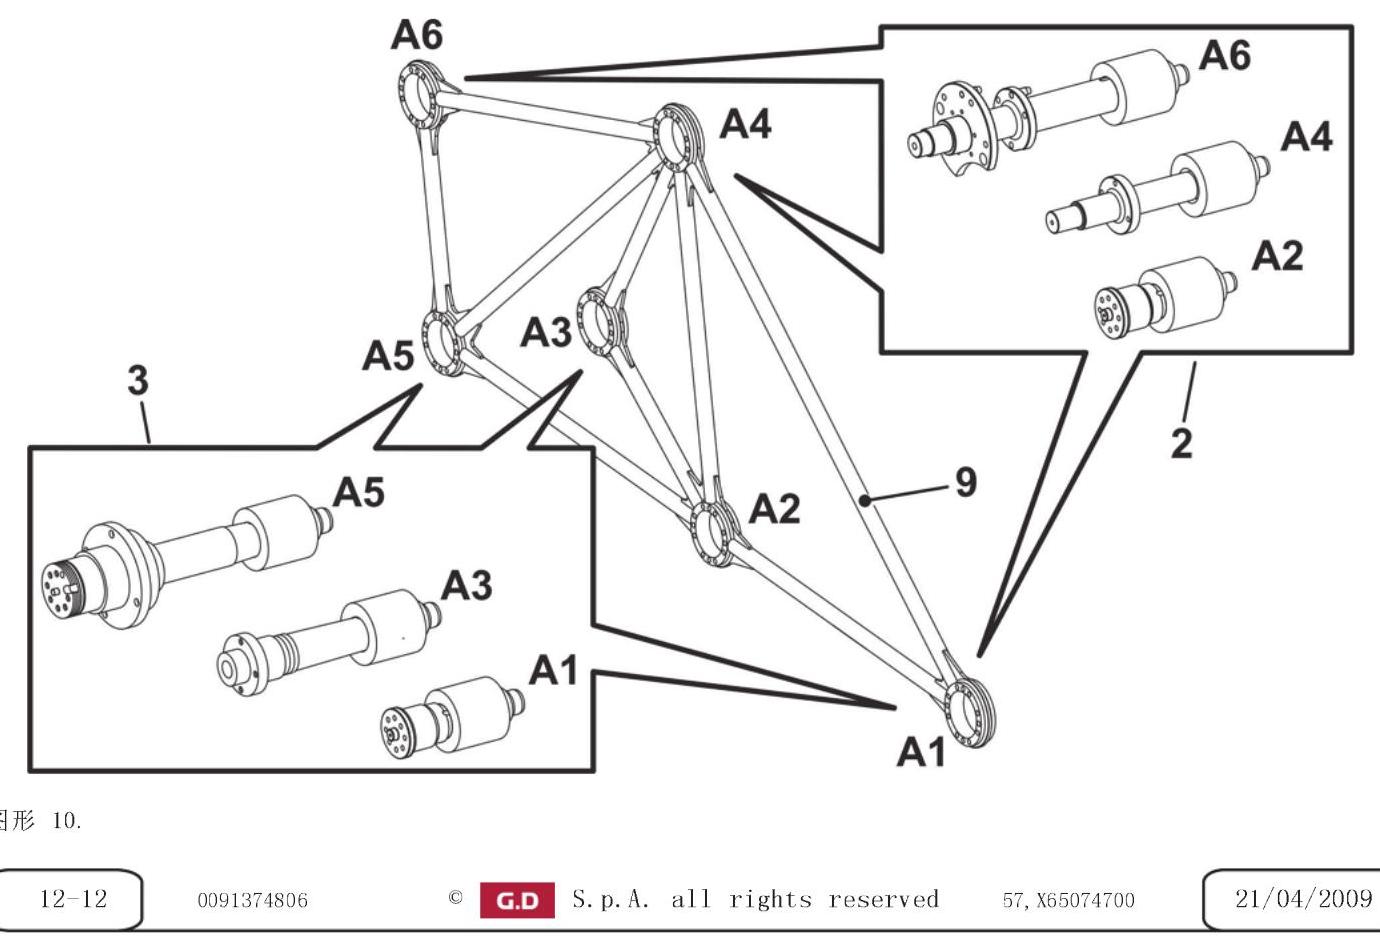 A6
A4
A6
A4
A2
A3
A5
3
2
A5
9
A2
A3
A1
A1
图形 10.
12-12
0091374806
© G.D S.p.A. all rights reserved
57,X65074700
21/04/2009